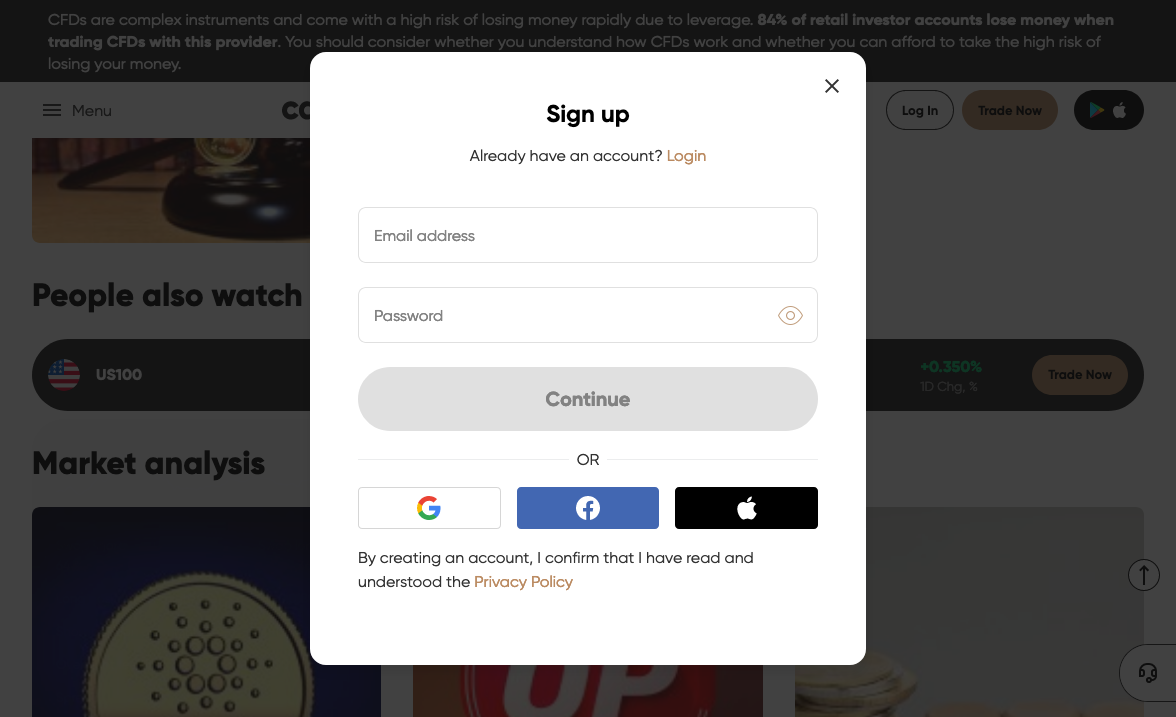 CFDs are complex instruments and come with a high risk of losing money rapidly due to leverage. 84% of retail investor accounts lose money when
trading CFDs with this provider. You should consider whether you understand how CFDs work and whether you can afford to take the high risk of
losing your money.
Menu
Log In
Trade Now
Sign up
Already have an account? Login
Email address
Password
Continue
OR
By creating an account, I confirm that I have read and
understood the Privacy Policy
People also watch
US100
+0.350%
1D Chg, %
Trade Now
Market analysis
UP